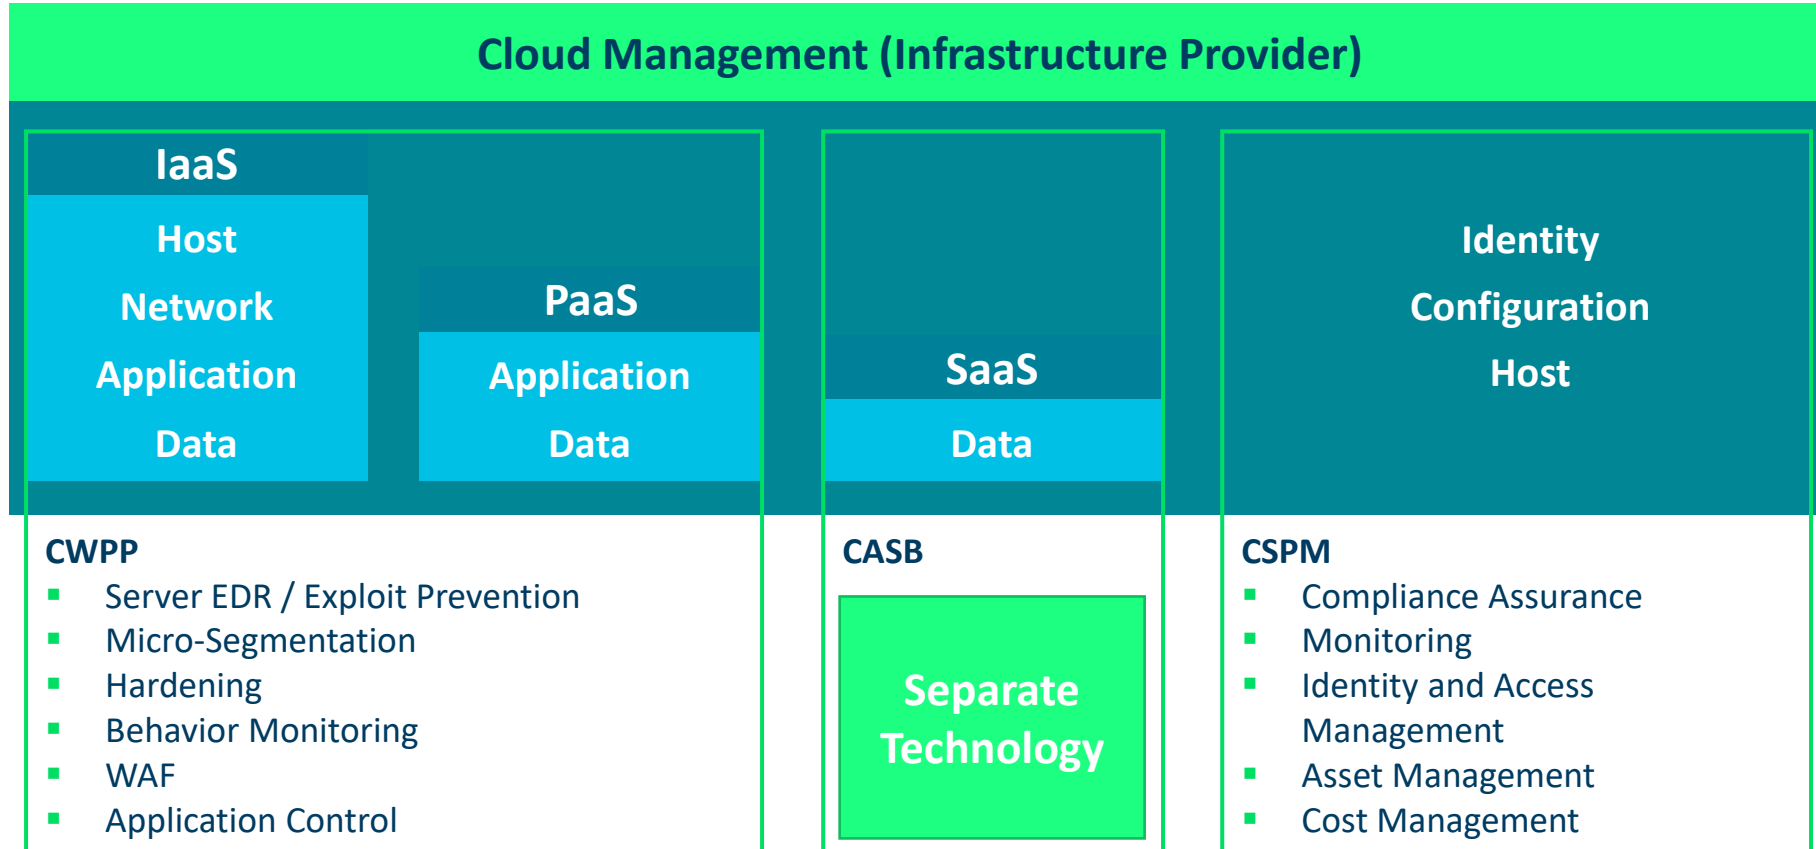 Cloud Management (Infrastructure Provider)
IaaS
Host
Network
Application
Data
PaaS
Application
Data
SaaS
Data
Identity
Configuration
Host
CWPP
▪ Server EDR / Exploit Prevention
▪ Micro-Segmentation
▪ Hardening
▪ Behavior Monitoring
▪ WAF
▪ Application Control
CASB
Separate
Technology
CSPM
▪ Compliance Assurance
▪ Monitoring
▪ Identity and Access
Management
▪ Asset Management
▪ Cost Management